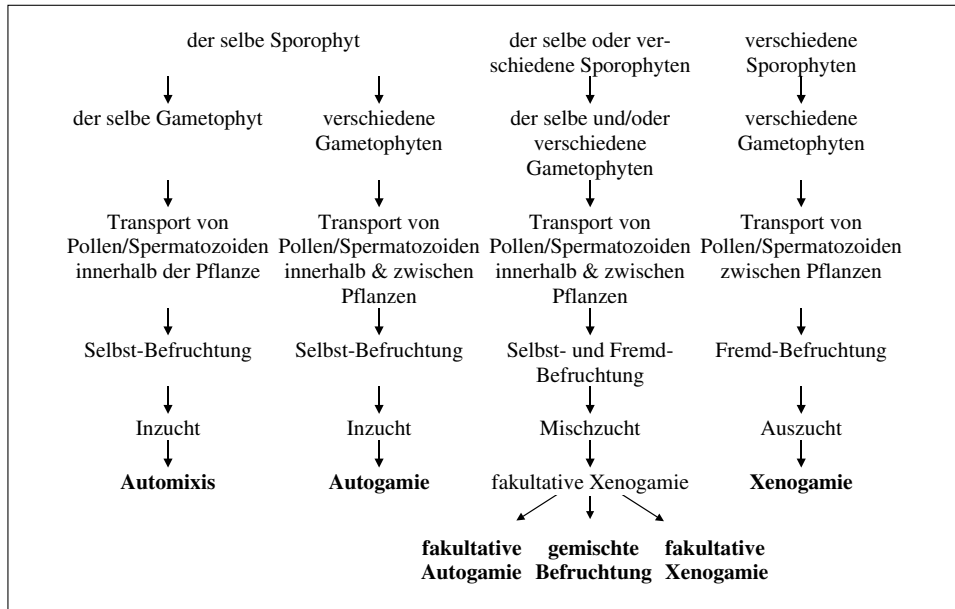 der selbe Sporophyt
der selbe oder ver-
schiedene Sporophyten
verschiedene
Sporophyten
der selbe Gametophyt
verschiedene
Gametophyten
der selbe und/oder
verschiedene
Gametophyten
verschiedene
Gametophyten
Transport von
Pollen/Spermatozoiden
innerhalb der Pflanze
Transport von
Pollen/Spermatozoiden
innerhalb & zwischen
Pflanzen
Transport von
Pollen/Spermatozoiden
innerhalb & zwischen
Pflanzen
Transport von
Pollen/Spermatozoiden
zwischen Pflanzen
Selbst-Befruchtung
Selbst-Befruchtung
Selbst- und Fremd-
Befruchtung
Fremd-Befruchtung
Inzucht
Inzucht
Mischzucht
Auszucht
Automixis
Autogamie
fakultative Xenogamie
Xenogamie
fakultative
Autogamie
gemischte
Befruchtung
fakultative
Xenogamie